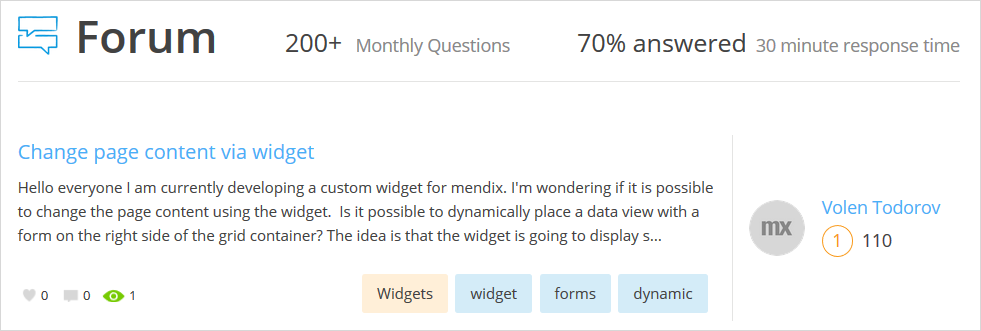 Forum
200+ Monthly Questions
70% answered 30 minute response time
Change page content via widget
Hello everyone I am currently developing a custom widget for mendix. I'm wondering if it is possible
to change the page content using the widget.  Is it possible to dynamically place a data view with a
form on the right side of the grid container? The idea is that the widget is going to display s...
mx
Volen Todorov
1 110
0 0 1
Widgets widget forms dynamic